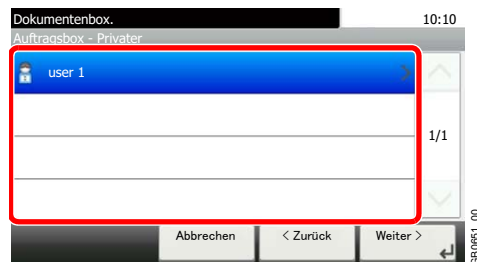 Dokumentenbox. 10:10
Auftragsbox - Privater
user 1
1/1
Abbrechen < Zurück Weiter >
GB0651_00